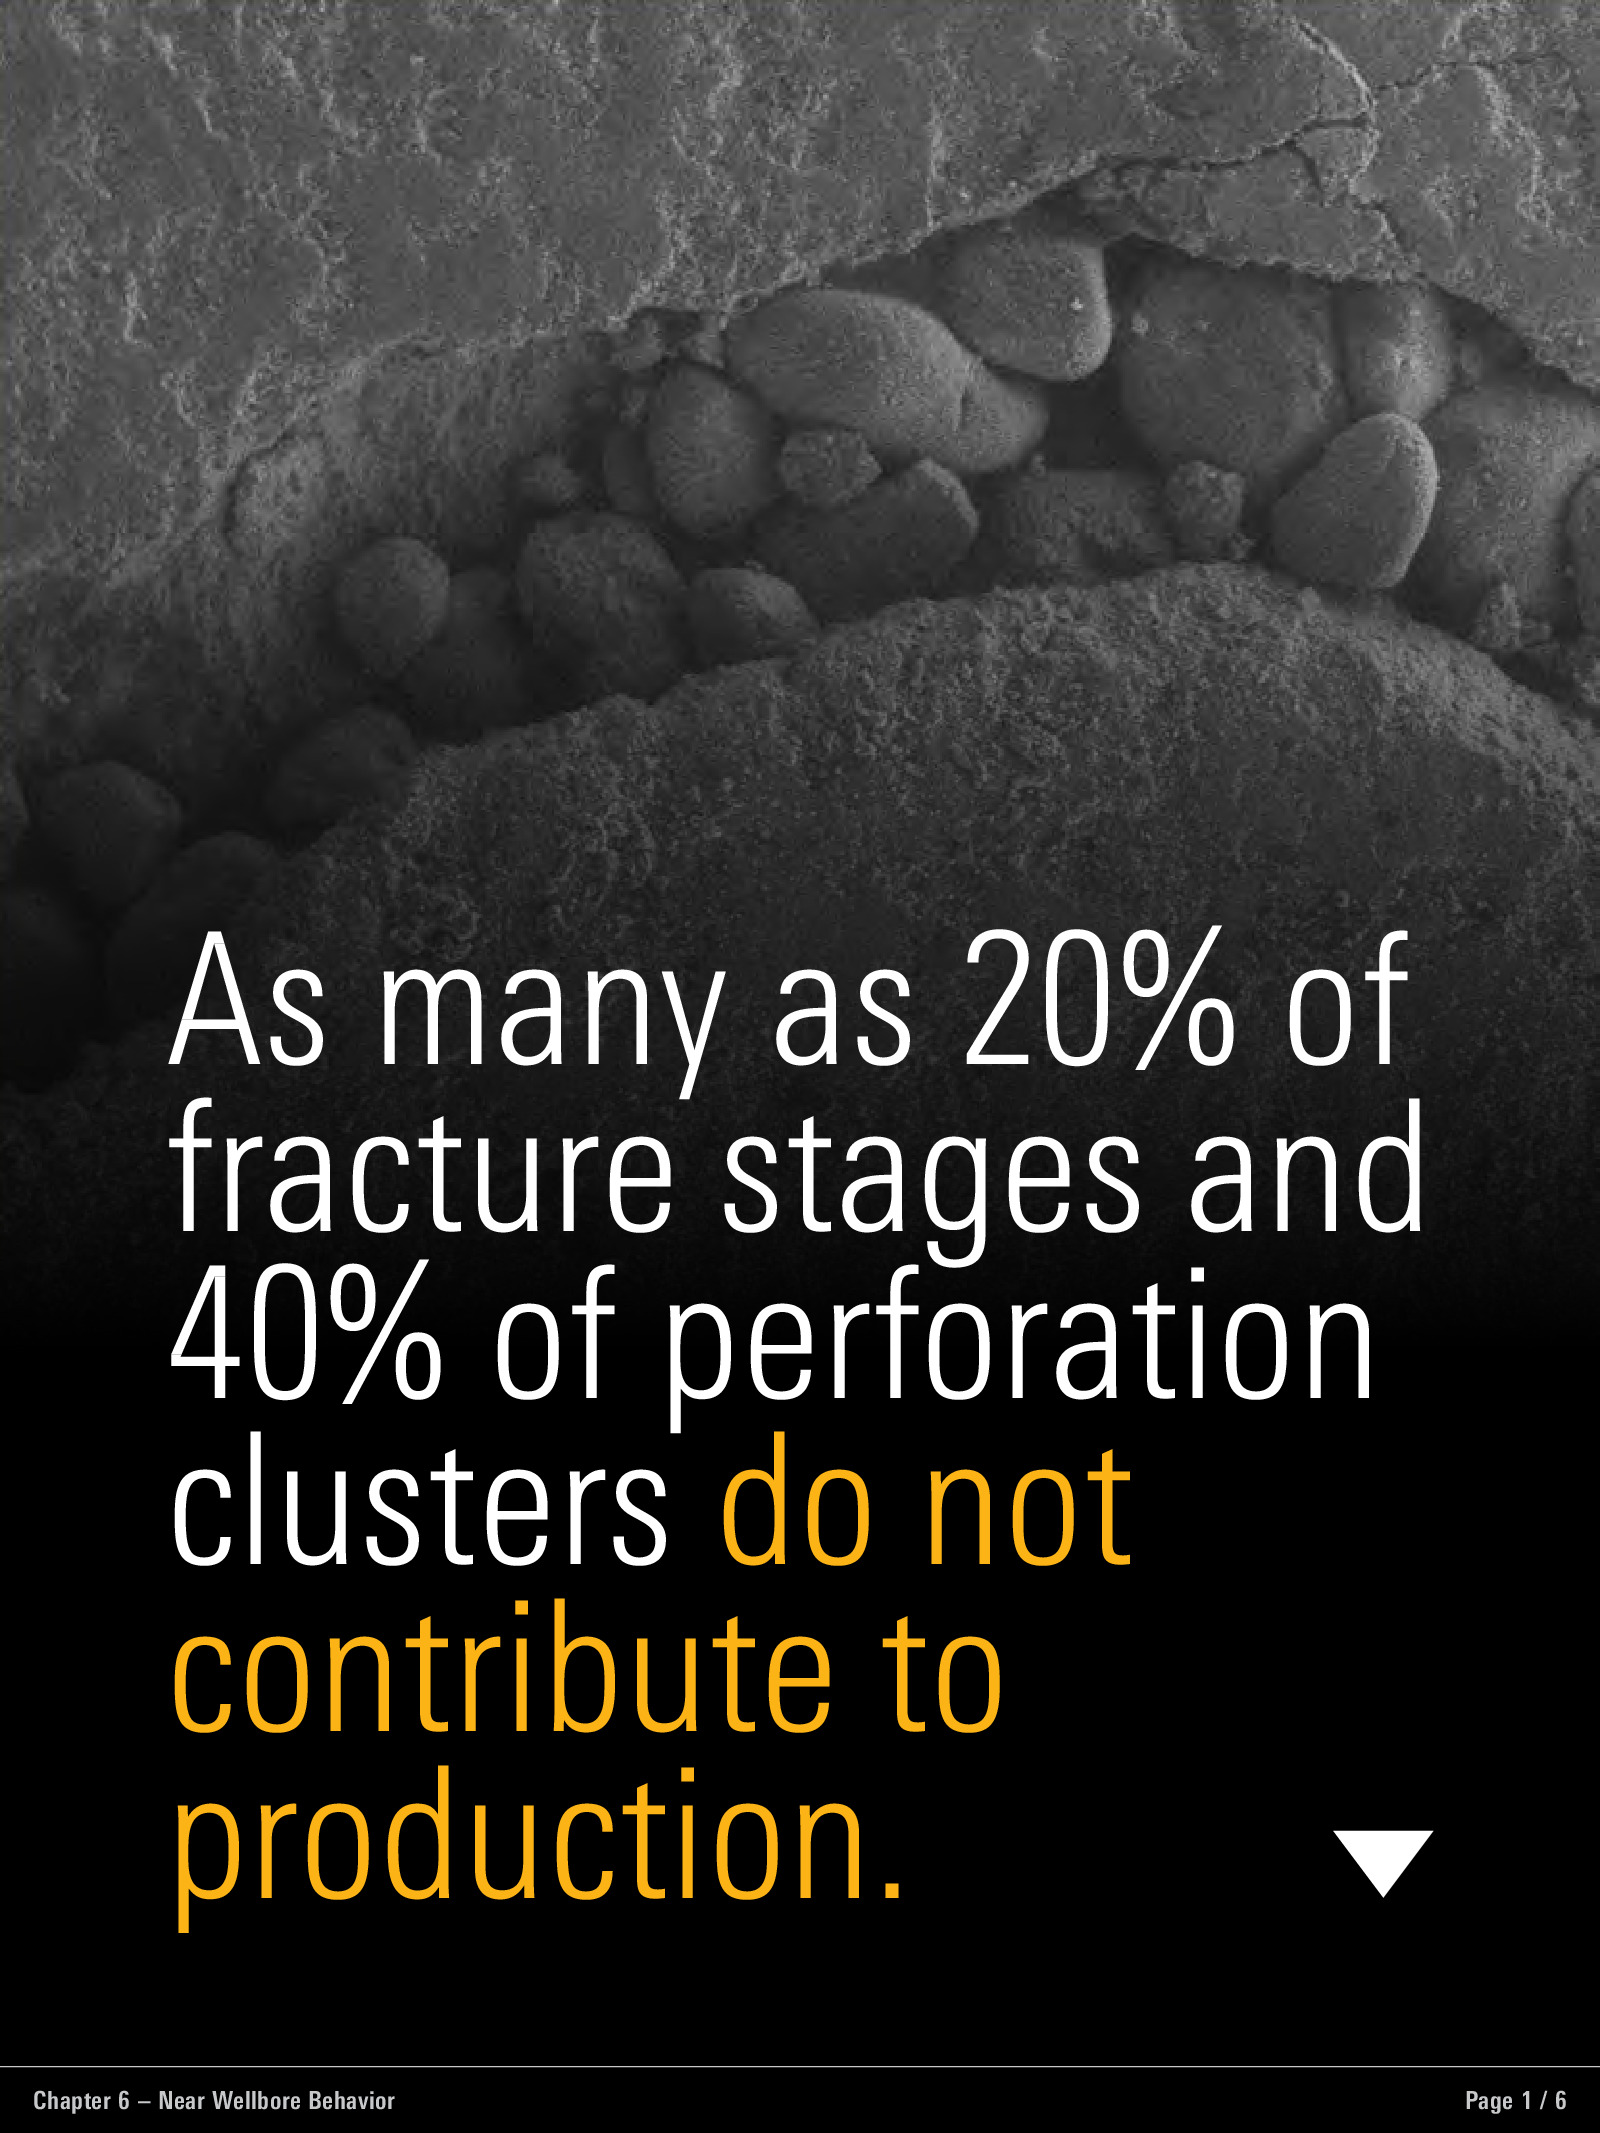 As many as 20% of
fracture stages and
40% of perforation
clusters do not
contribute to
production.
Chapter 6 – Near Wellbore Behavior
Page 1 / 6